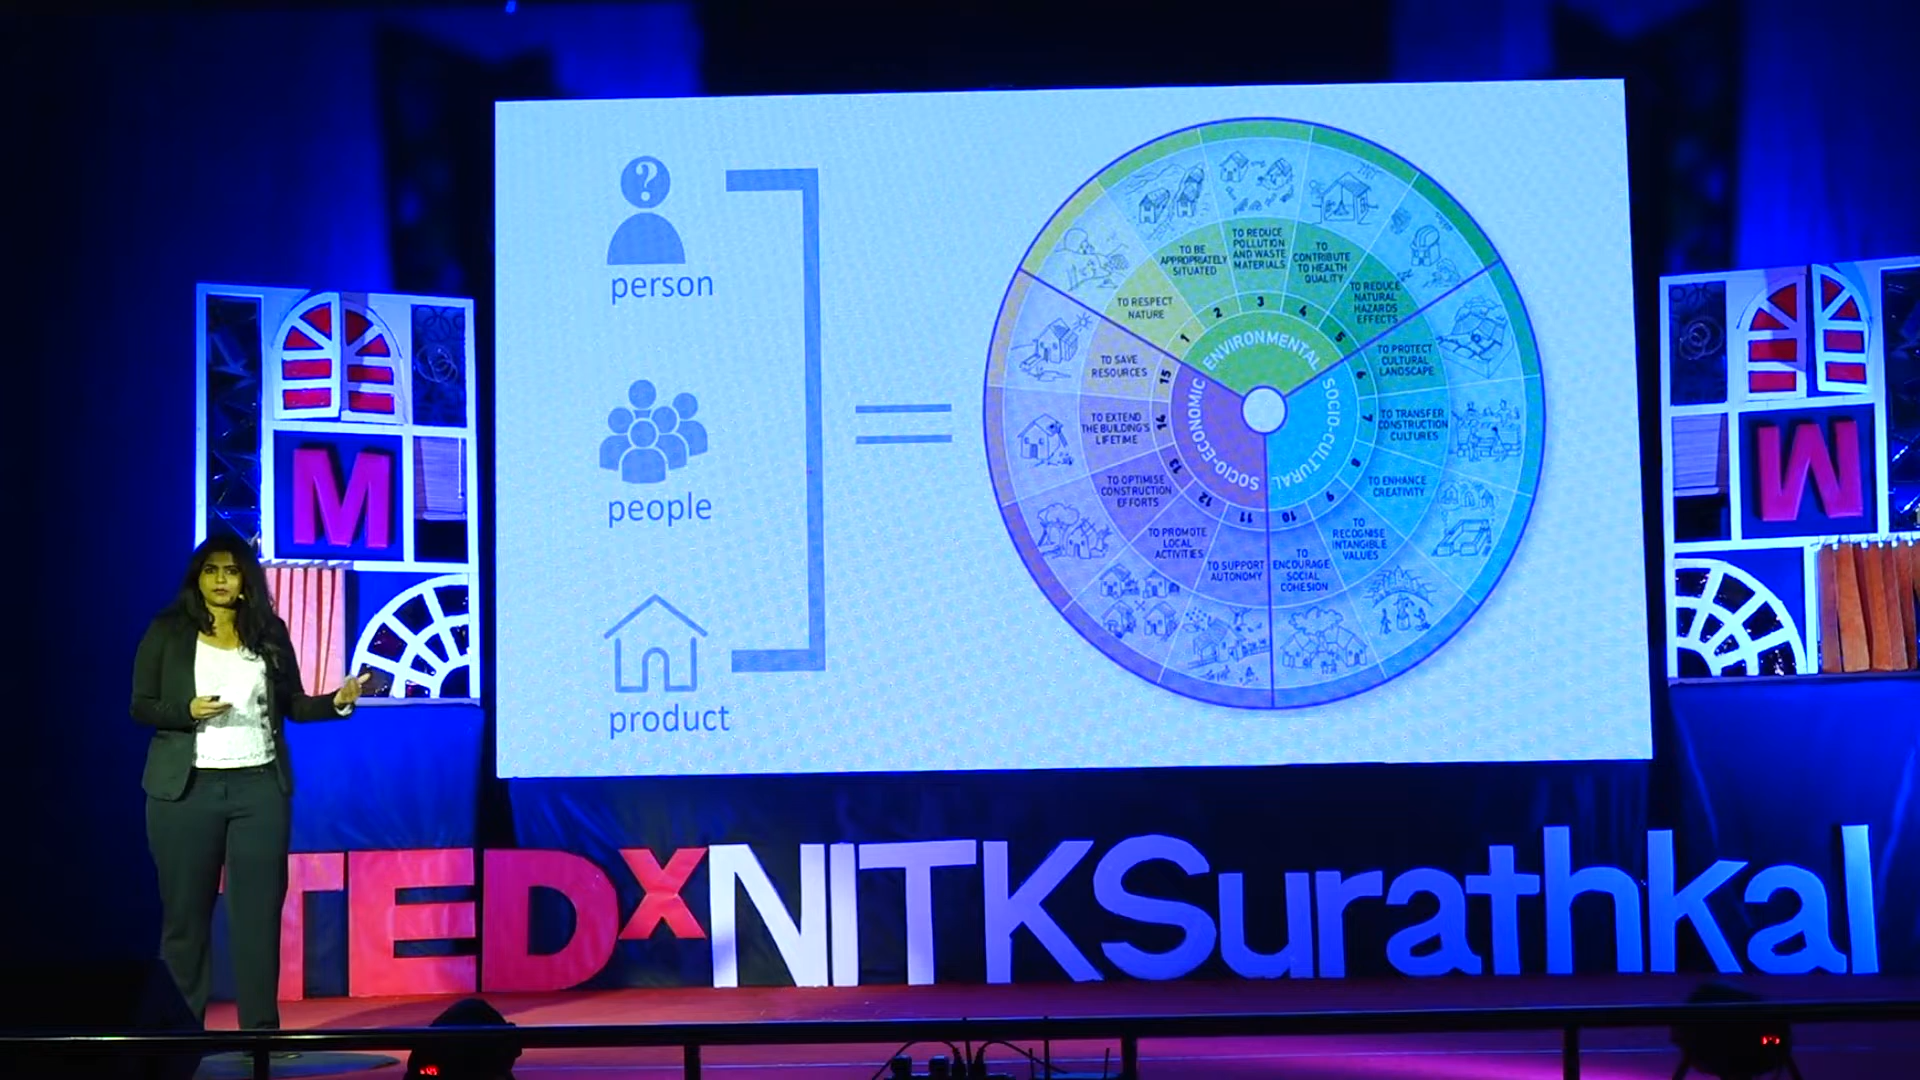 ?
person
people
product
=
ENVIRONMENTAL
SOCIO-CULTURAL
SOCIO-ECONOMIC
1
TO RESPECT
NATURE
2
TO BE
APPROPRIATELY
SITUATED
3
TO REDUCE
POLLUTION
AND WASTE
MATERIALS
4
TO
CONTRIBUTE
TO HEALTH
QUALITY
5
TO REDUCE
NATURAL
HAZARDS
EFFECTS
6
TO PROTECT
CULTURAL
LANDSCAPE
7
TO TRANSFER
CONSTRUCTION
CULTURES
8
TO ENHANCE
CREATIVITY
9
TO
RECOGNISE
INTANGIBLE
VALUES
10
TO
ENCOURAGE
SOCIAL
COHESION
11
TO SUPPORT
AUTONOMY
12
TO PROMOTE
LOCAL
ACTIVITIES
13
TO OPTIMISE
CONSTRUCTION
EFFORTS
14
TO EXTEND
THE BUILDING'S
LIFETIME
15
TO SAVE
RESOURCES
M
M
TEDxNITKSurathkal